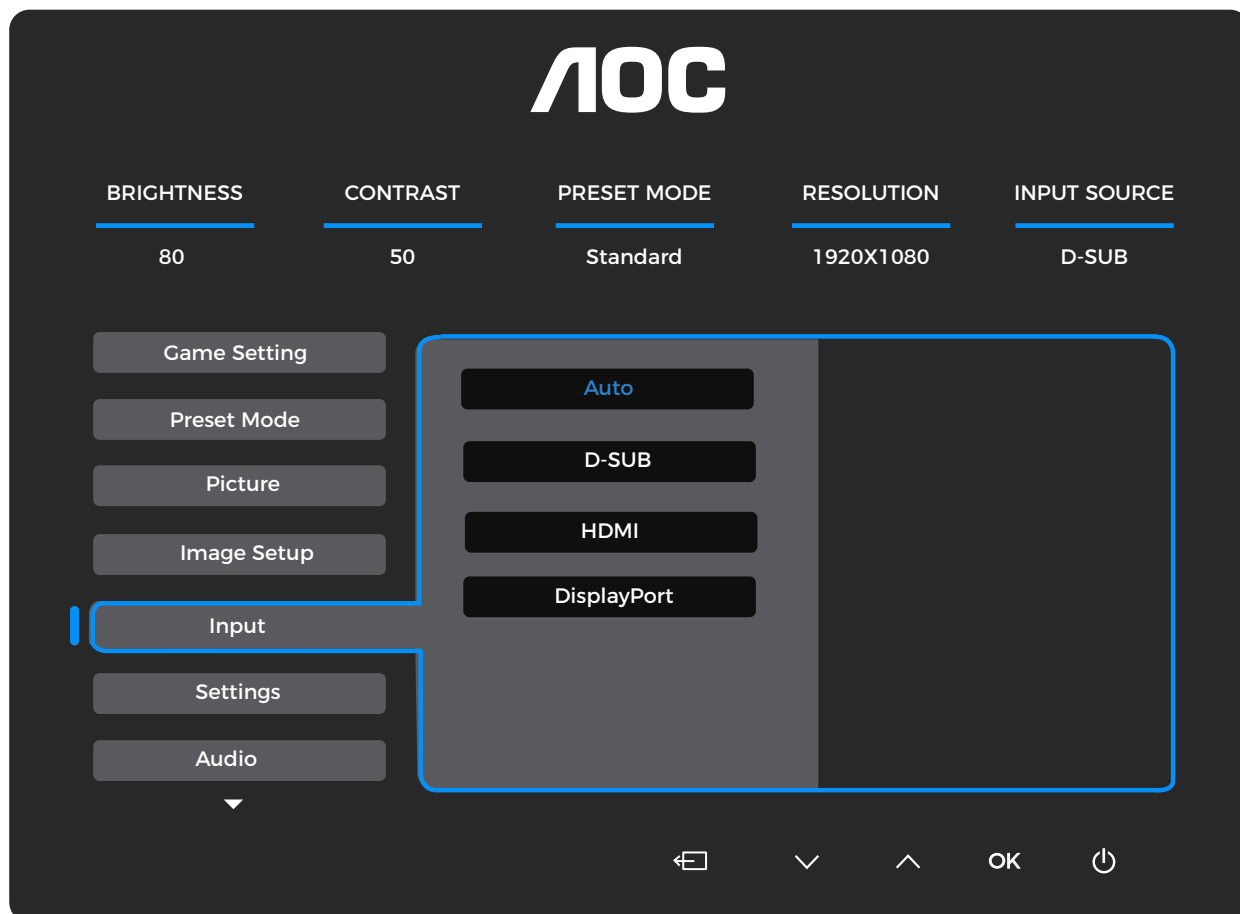 AOC
BRIGHTNESS CONTRAST PRESET MODE RESOLUTION INPUT SOURCE
80 50 Standard 1920X1080 D-SUB
Game Setting
Auto
Preset Mode
D-SUB
Picture
HDMI
Image Setup
DisplayPort
Input
Settings
Audio
OK